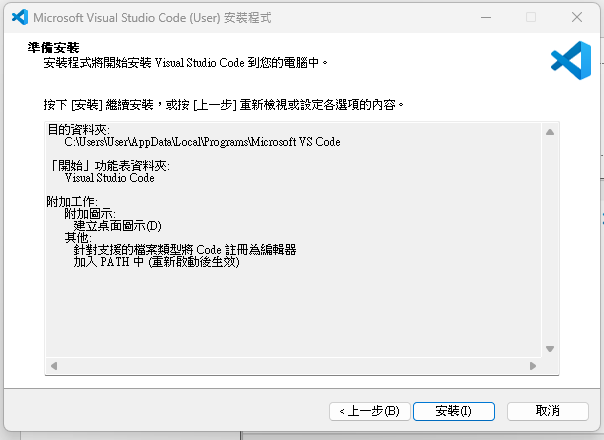 Microsoft Visual Studio Code (User) 安裝程式
準備安裝
安裝程式將開始安裝 Visual Studio Code 到您的電腦中。
按下 [安裝] 繼續安裝，或按 [上一步] 重新檢視或設定各選項的內容。
目的資料夾:
C:\Users\User\AppData\Local\Programs\Microsoft VS Code
「開始」功能表資料夾:
Visual Studio Code
附加工作:
附加圖示:
建立桌面圖示(D)
其他:
針對支援的檔案類型將 Code 註冊為編輯器
加入 PATH 中 (重新啟動後生效)
< 上一步(B)
安裝(I)
取消